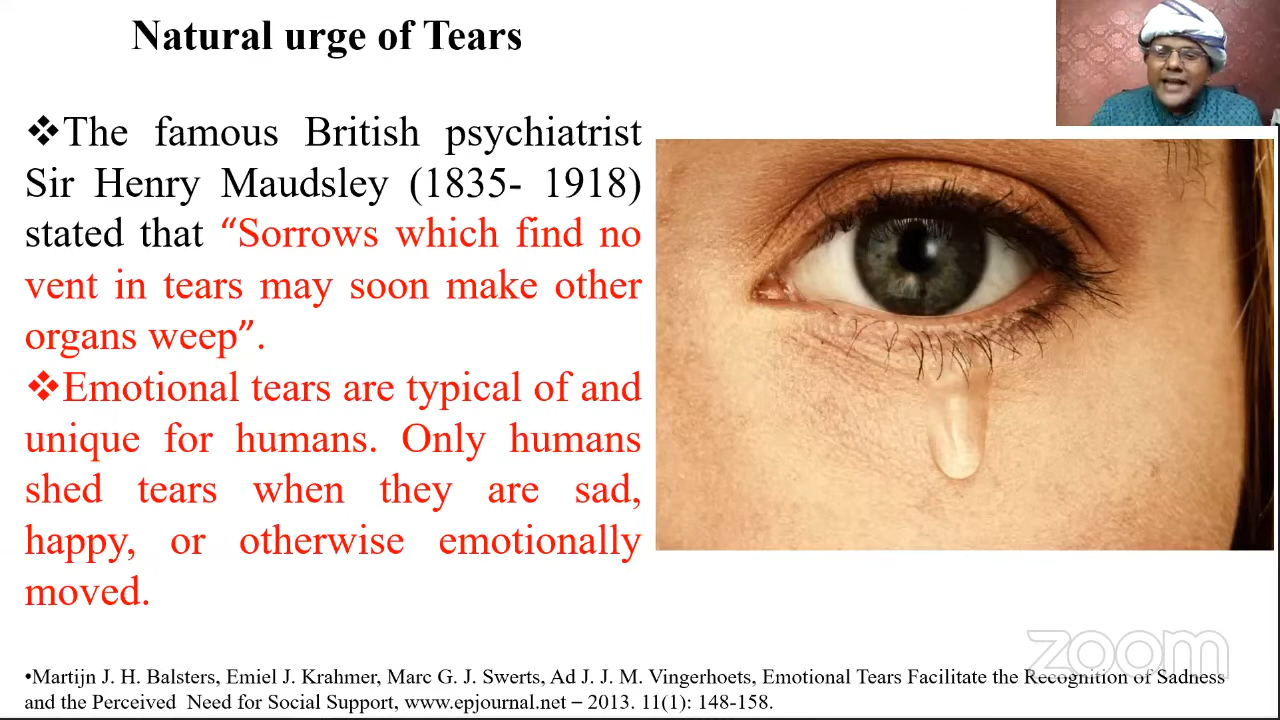 Natural urge of Tears
❖The famous British psychiatrist
Sir Henry Maudsley (1835- 1918)
stated that “Sorrows which find no
vent in tears may soon make other
organs weep”.
❖Emotional tears are typical of and
unique for humans. Only humans
shed tears when they are sad,
happy, or otherwise emotionally
moved.
zoom
•Martijn J. H. Balsters, Emiel J. Krahmer, Marc G. J. Swerts, Ad J. J. M. Vingerhoets, Emotional Tears Facilitate the Recognition of Sadness
and the Perceived Need for Social Support, www.epjournal.net – 2013. 11(1): 148-158.